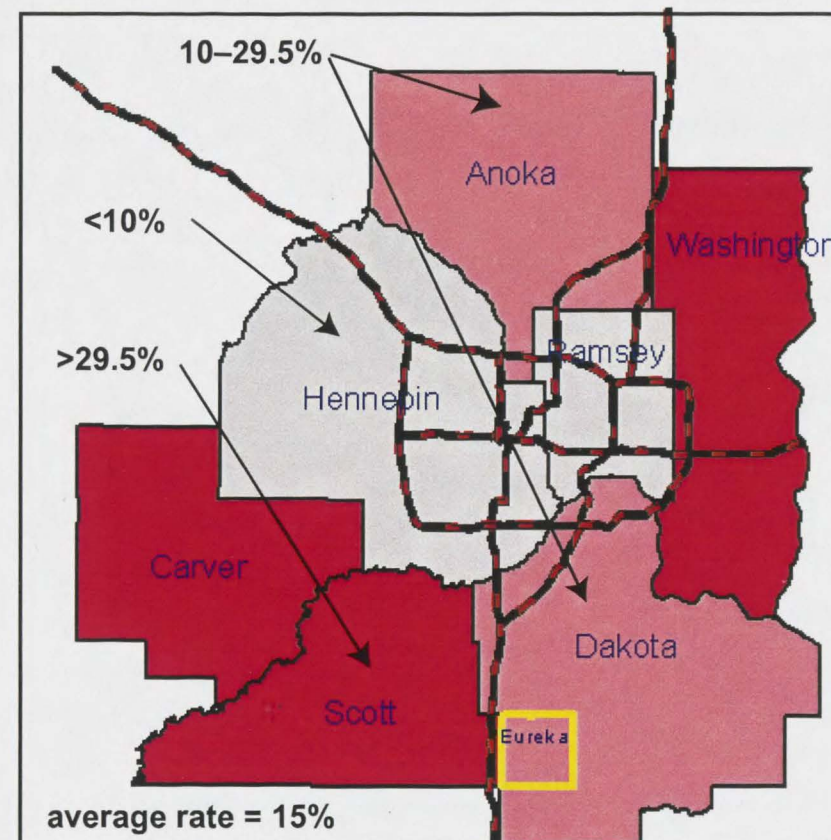 10–29.5%
Anoka
<10%
Washington
>29.5%
Ramsey
Hennepin
Carver
Dakota
Scott
Eureka
average rate = 15%